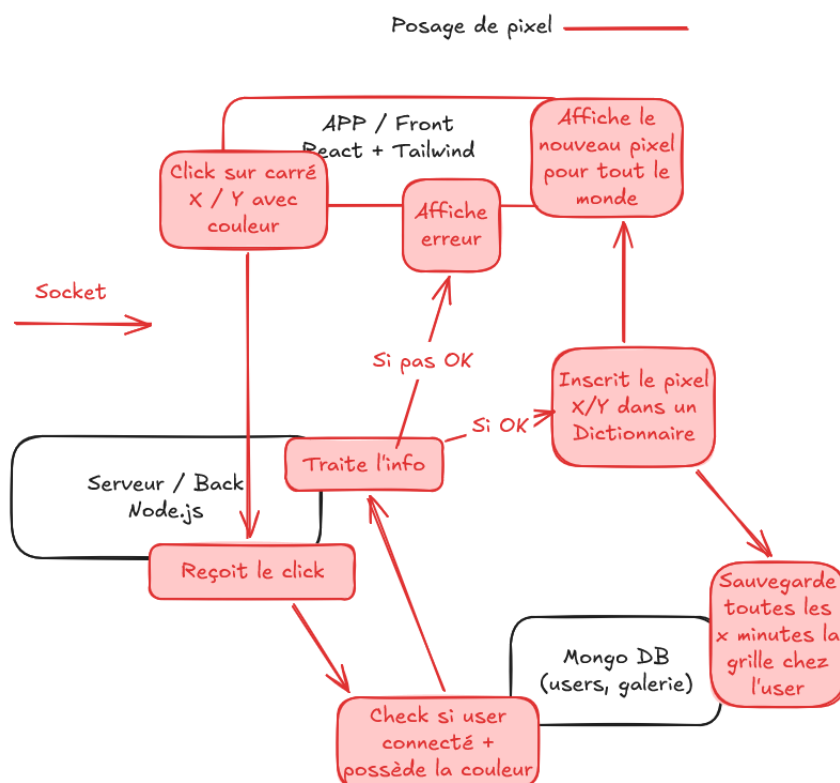 Posage de pixel
APP / Front
React + Tailwind
Affiche le
nouveau pixel
pour tout le
monde
Click sur carré
X / Y avec
couleur
Affiche
erreur
Socket
Si pas OK
Si OK
Inscrit le pixel
X/Y dans un
Dictionnaire
Traite l'info
Serveur / Back
Node.js
Reçoit le click
Sauvegarde
toutes les
x minutes la
grille chez
l'user
Mongo DB
(users, galerie)
Check si user
connecté +
possède la couleur